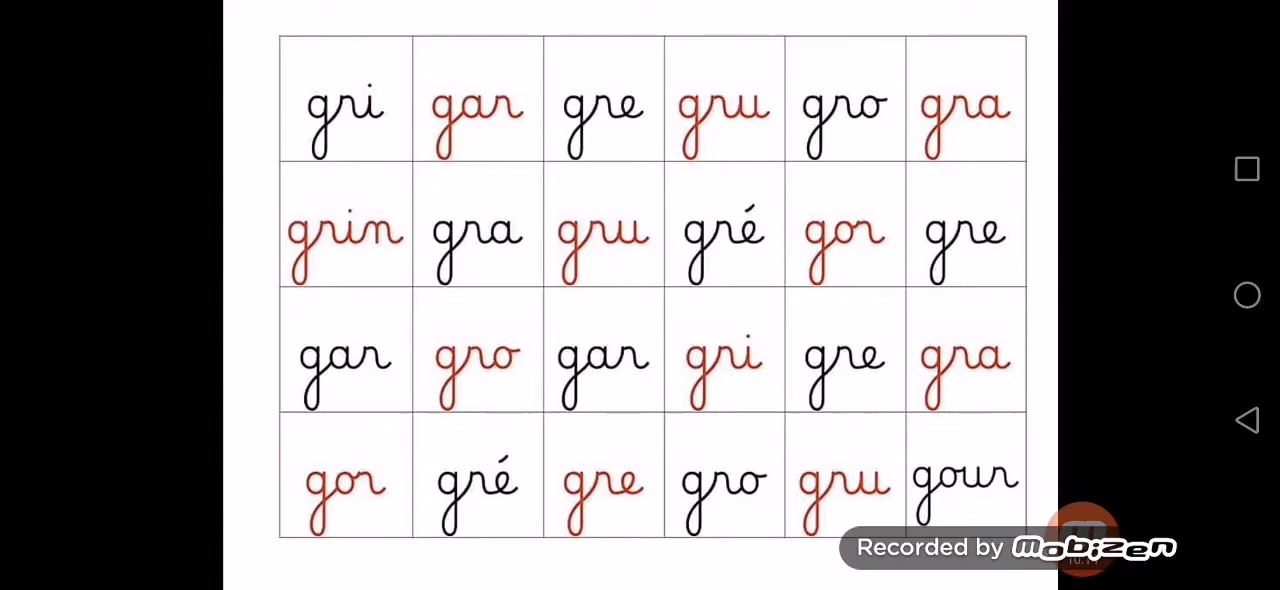 gri gar gre gru gro gra
grin gra gru gré gor gre
gar gro gar gri gre gra
gor gré gre gro gru gour
Recorded by mobizen